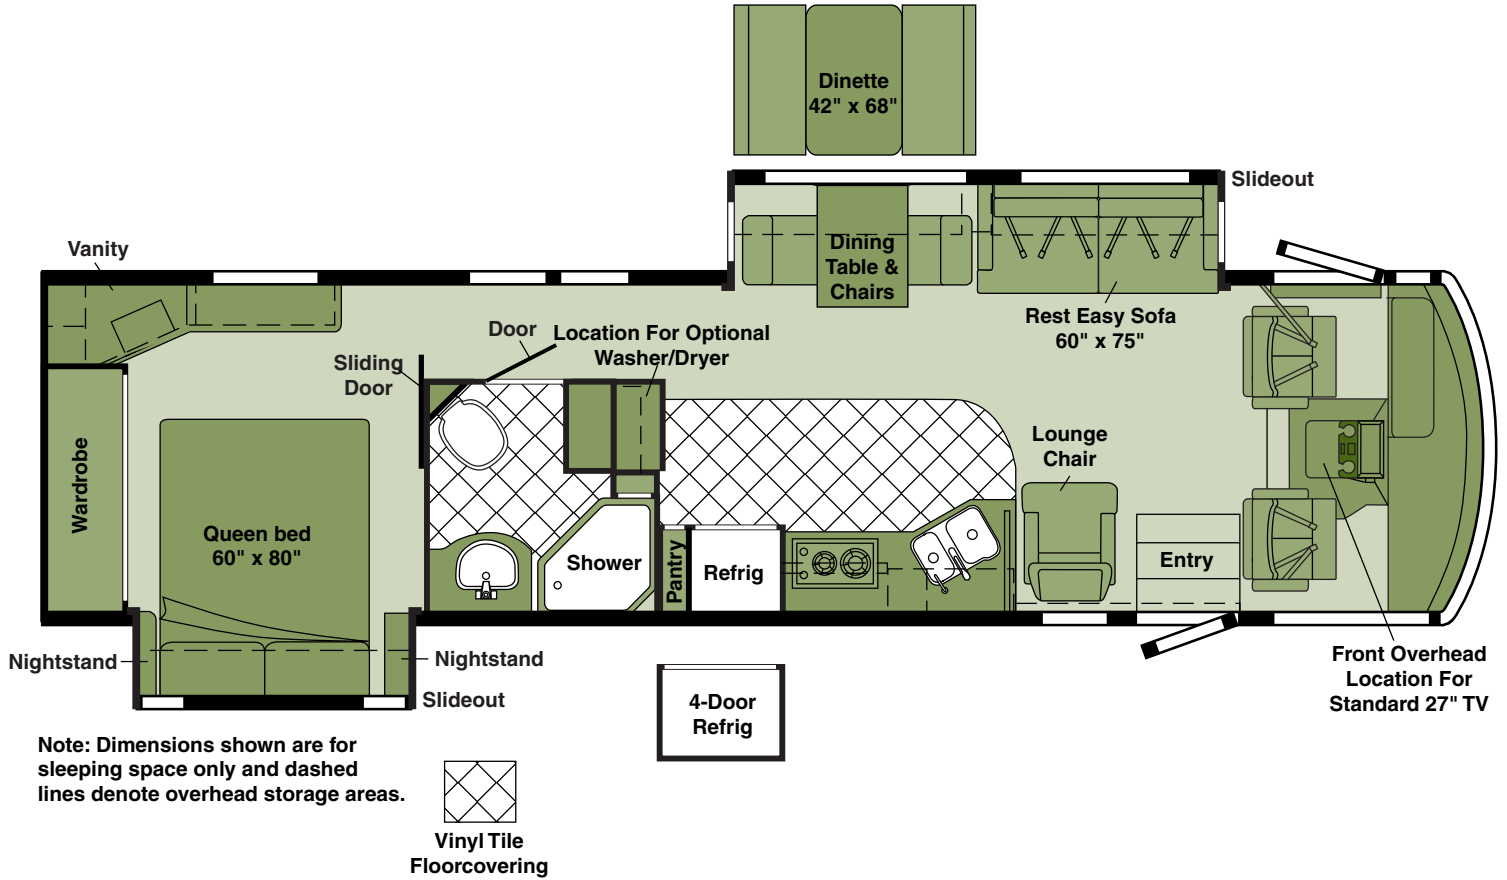 Dinette
42" x 68"
Slideout
Vanity
Dining
Table &
Chairs
Rest Easy Sofa
60" x 75"
Door
Location For Optional
Washer/Dryer
Sliding
Door
Lounge
Chair
Wardrobe
Queen bed
60" x 80"
Shower
Pantry
Refrig
Entry
Nightstand
Nightstand
Slideout
Front Overhead
Location For
Standard 27" TV
4-Door
Refrig
Note: Dimensions shown are for
sleeping space only and dashed
lines denote overhead storage areas.
Vinyl Tile
Floorcovering